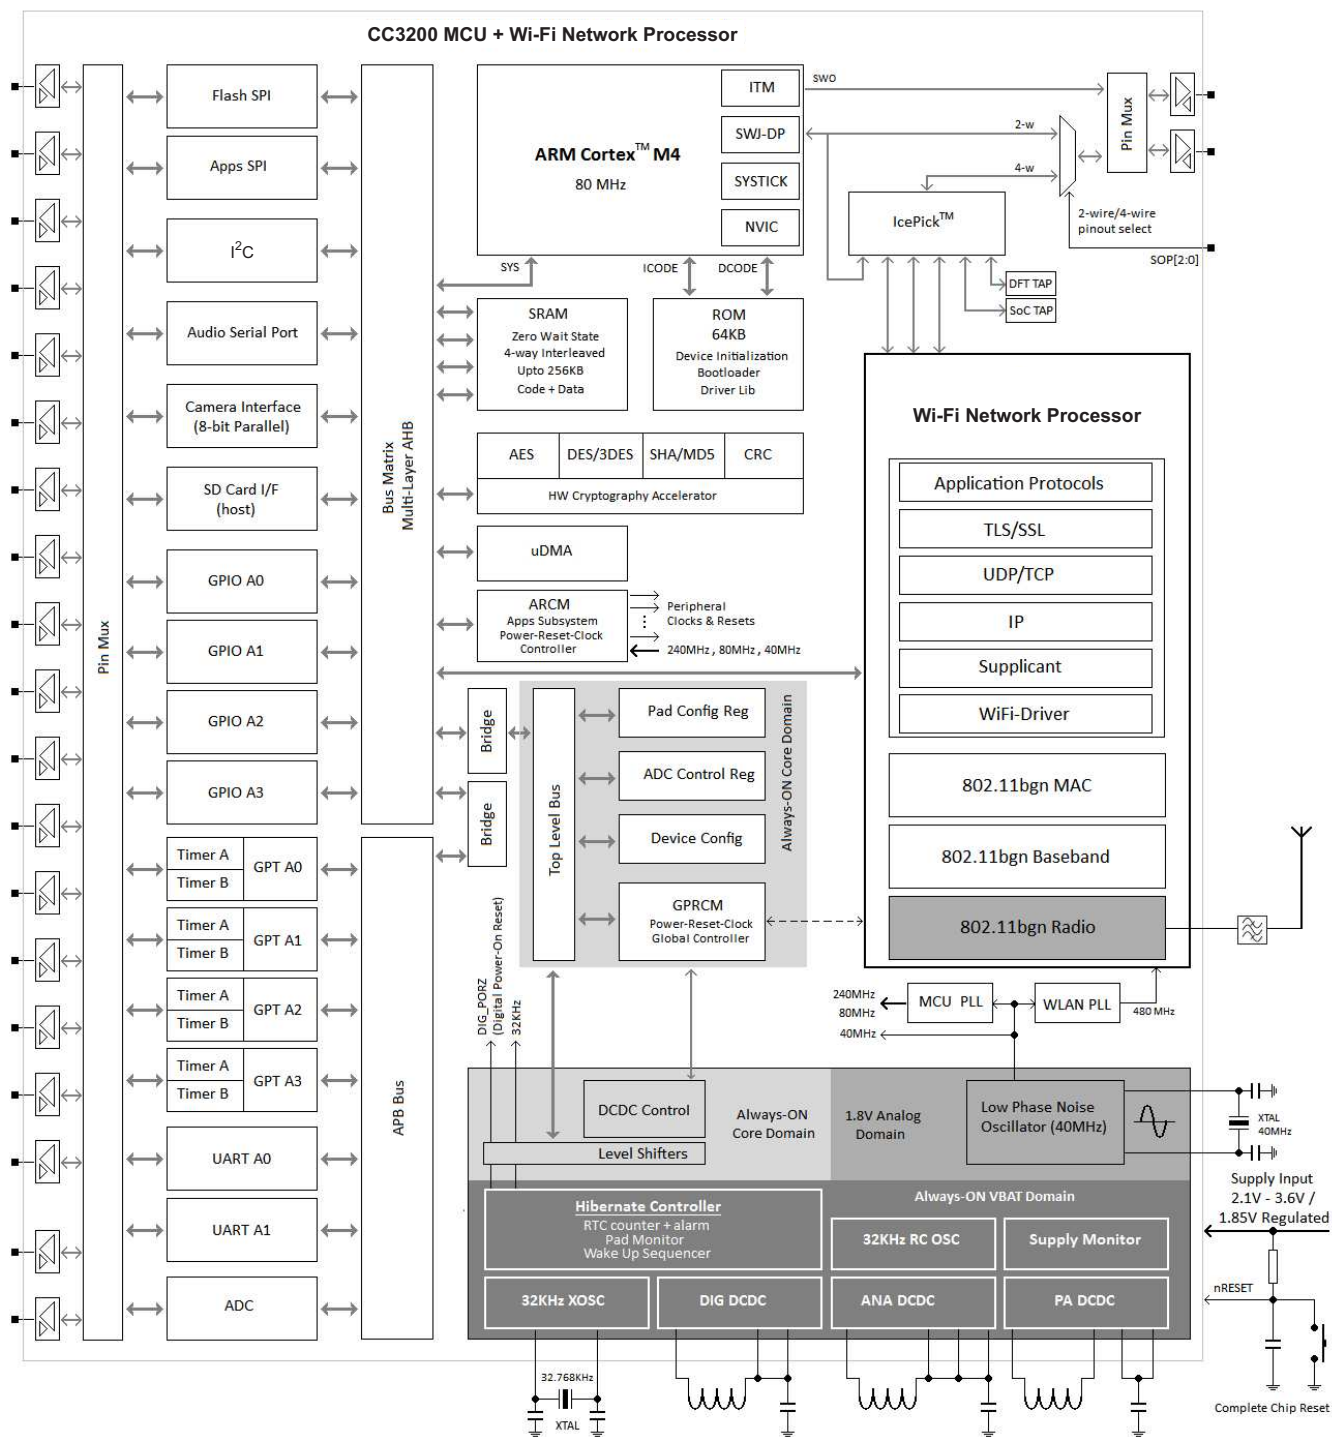 CC3200 MCU + Wi-Fi Network Processor
Pin Mux
Flash SPI
Apps SPI
I2C
Audio Serial Port
Camera Interface
(8-bit Parallel)
SD Card I/F
(host)
GPIO A0
GPIO A1
GPIO A2
GPIO A3
Timer A
Timer B
GPT A0
Timer A
Timer B
GPT A1
Timer A
Timer B
GPT A2
Timer A
Timer B
GPT A3
UART A0
UART A1
ADC
Bus Matrix
Multi-Layer AHB
APB Bus
ARM Cortex™ M4
80 MHz
ITM
SWJ-DP
SYSTICK
NVIC
SWO
2-w
4-w
Pin Mux
2-wire/4-wire
pinout select
SOP[2:0]
IcePick™
DFT TAP
SoC TAP
SYS
ICODE
DCODE
SRAM
Zero Wait State
4-way Interleaved
Upto 256KB
Code + Data
ROM
64KB
Device Initialization
Bootloader
Driver Lib
AES
DES/3DES
SHA/MD5
CRC
HW Cryptography Accelerator
uDMA
ARCM
Apps Subsystem
Power-Reset-Clock
Controller
Peripheral
Clocks & Resets
240MHz , 80MHz , 40MHz
Bridge
Bridge
Top Level Bus
Pad Config Reg
ADC Control Reg
Device Config
GPRCM
Power-Reset-Clock
Global Controller
Always-ON Core Domain
Wi-Fi Network Processor
Application Protocols
TLS/SSL
UDP/TCP
IP
Supplicant
WiFi-Driver
802.11bgn MAC
802.11bgn Baseband
802.11bgn Radio
DIG_PORZ
(Digital Power-On Reset)
32KHz
240MHz
80MHz
40MHz
MCU PLL
WLAN PLL
480 MHz
DCDC Control
Level Shifters
Always-ON
Core Domain
1.8V Analog
Domain
Low Phase Noise
Oscillator (40MHz)
XTAL
40MHz
Supply Input
2.1V - 3.6V /
1.85V Regulated
Always-ON VBAT Domain
Hibernate Controller
RTC counter + alarm
Pad Monitor
Wake Up Sequencer
32KHz RC OSC
Supply Monitor
32KHz XOSC
DIG DCDC
ANA DCDC
PA DCDC
nRESET
32.768KHz
XTAL
Complete Chip Reset